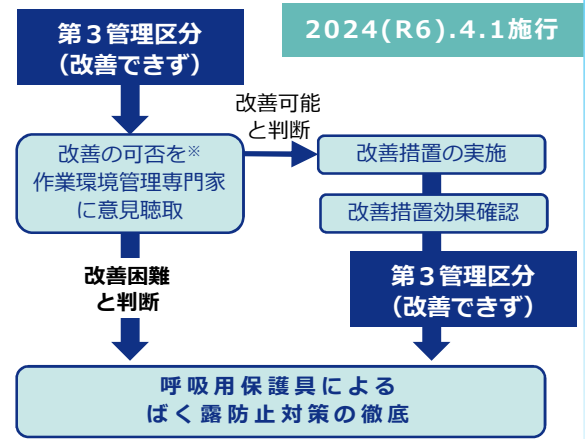 第３管理区分
（改善できず）
2024(R6).4.1施行
改善可能
と判断
改善の可否を※
作業環境管理専門家
に意見聴取
改善措置の実施
改善措置効果確認
改善困難
と判断
第３管理区分
（改善できず）
呼吸用保護具による
ばく露防止対策の徹底